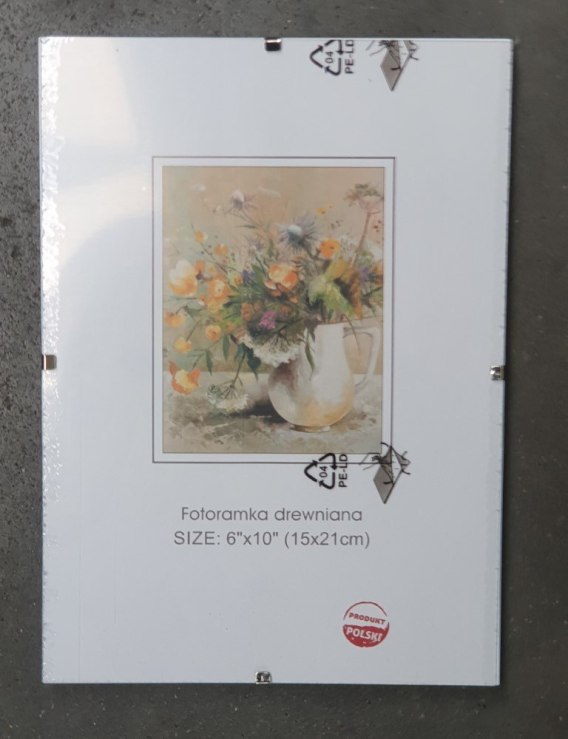 04
PE-LD
04
PE-LD
Fotoramka drewniana
SIZE: 6"x10" (15x21cm)
PRODUKT
POLSKI